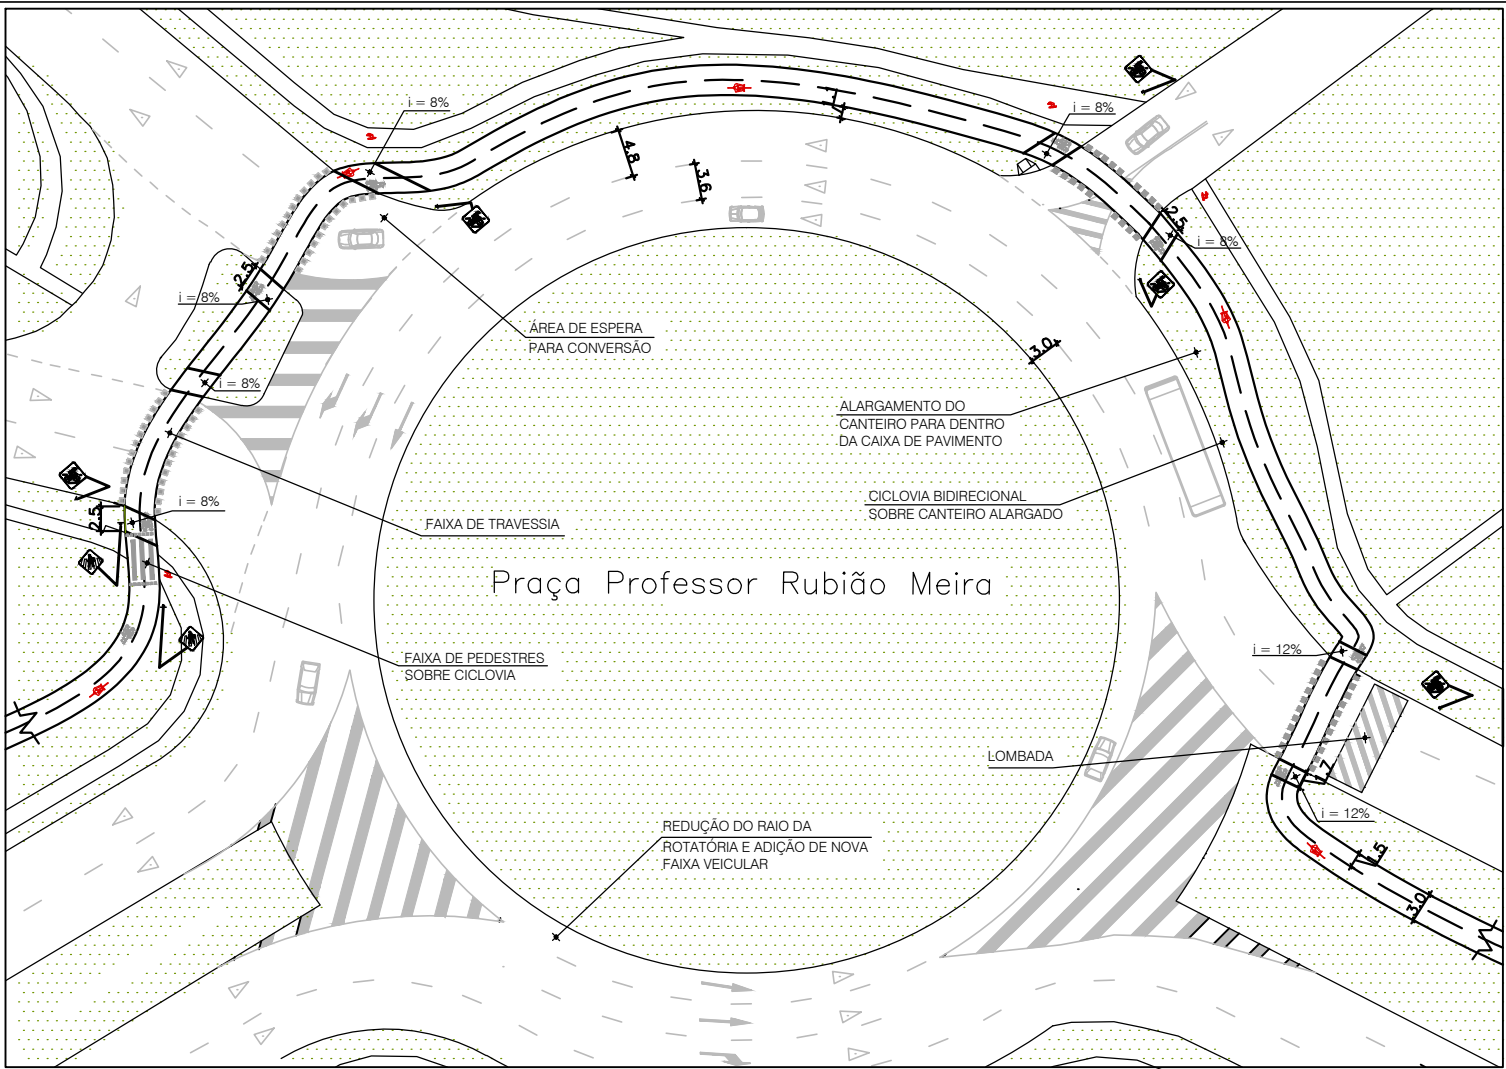 i = 8%
i = 8%
4.8
3.6
2.5
i = 8%
2.5
i = 8%
ÁREA DE ESPERA
PARA CONVERSÃO
3.0
i = 8%
ALARGAMENTO DO
CANTEIRO PARA DENTRO
DA CAIXA DE PAVIMENTO
CICLOVIA BIDIRECIONAL
SOBRE CANTEIRO ALARGADO
i = 8%
2.5
FAIXA DE TRAVESSIA
Praça Professor Rubião Meira
FAIXA DE PEDESTRES
SOBRE CICLOVIA
i = 12%
LOMBADA
1.7
i = 12%
REDUÇÃO DO RAIO DA
ROTATÓRIA E ADIÇÃO DE NOVA
FAIXA VEICULAR
1.5
3.0